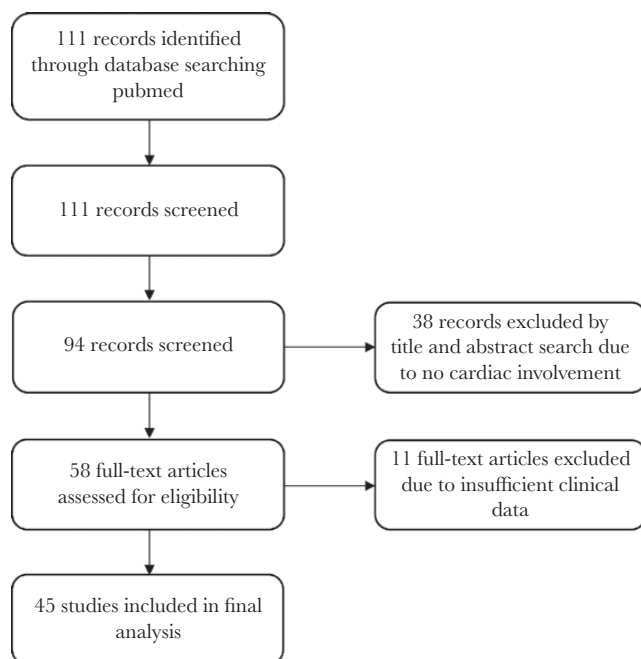 111 records identified
through database searching
pubmed
111 records screened
94 records screened
38 records excluded by
title and abstract search due
to no cardiac involvement
58 full-text articles
assessed for eligibility
11 full-text articles excluded
due to insufficient clinical
data
45 studies included in final
analysis